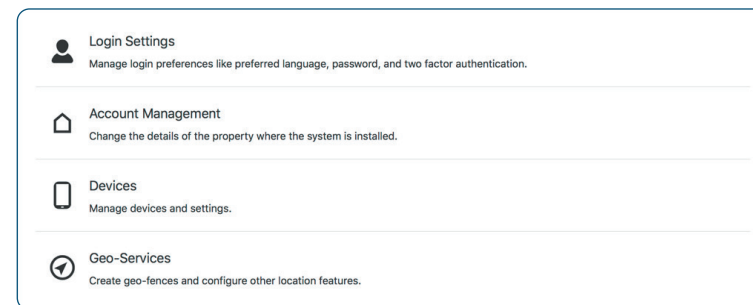 Login Settings
Manage login preferences like preferred language, password, and two factor authentication.
Account Management
Change the details of the property where the system is installed.
Devices
Manage devices and settings.
Geo-Services
Create geo-fences and configure other location features.